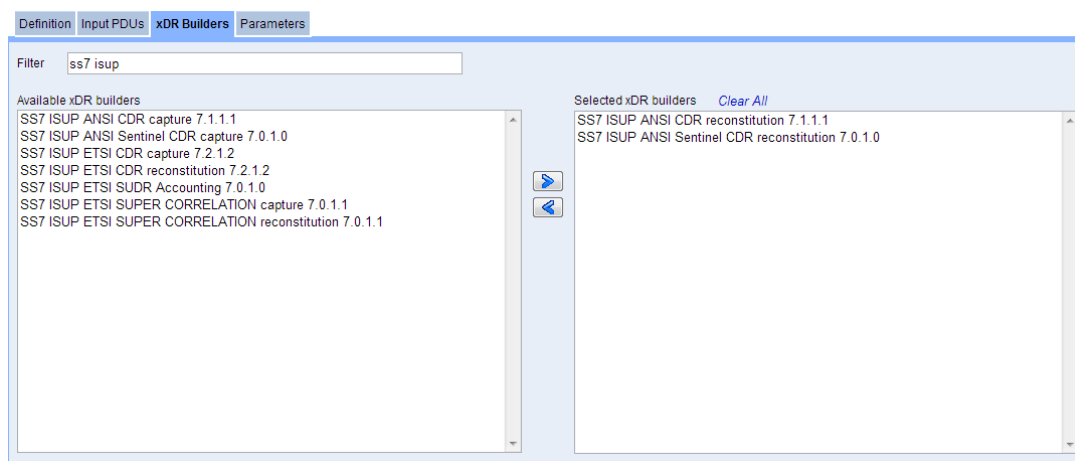 Definition Input PDUs xDR Builders Parameters
Filter ss7 isup
Available xDR builders
SS7 ISUP ANSI CDR capture 7.1.1.1
SS7 ISUP ANSI Sentinel CDR capture 7.0.1.0
SS7 ISUP ETSI CDR capture 7.2.1.2
SS7 ISUP ETSI CDR reconstitution 7.2.1.2
SS7 ISUP ETSI SUDR Accounting 7.0.1.0
SS7 ISUP ETSI SUPER CORRELATION capture 7.0.1.1
SS7 ISUP ETSI SUPER CORRELATION reconstitution 7.0.1.1
Selected xDR builders Clear All
SS7 ISUP ANSI CDR reconstitution 7.1.1.1
SS7 ISUP ANSI Sentinel CDR reconstitution 7.0.1.0